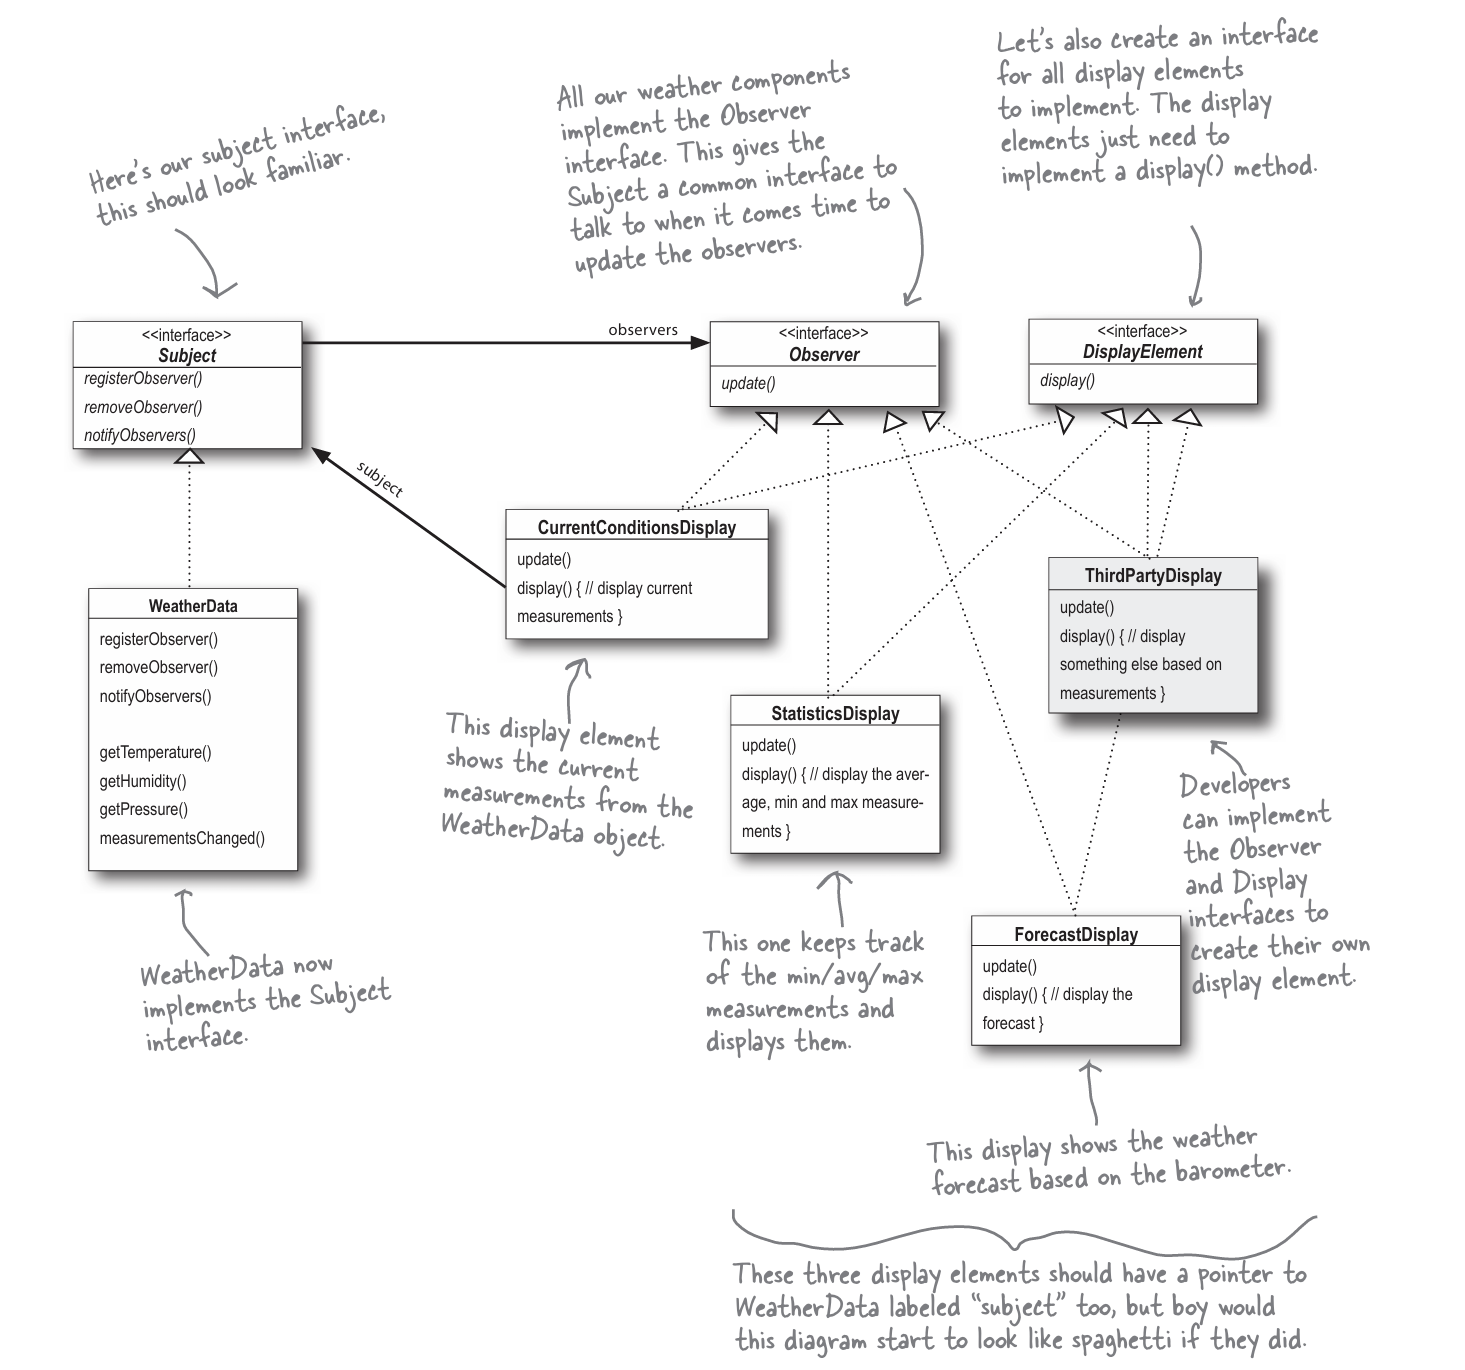 Here's our subject interface,
this should look familiar.
All our weather components
implement the Observer
interface. This gives the
Subject a common interface to
talk to when it comes time to
update the observers.
Let's also create an interface
for all display elements
to implement. The display
elements just need to
implement a display() method.
<<interface>>
Subject
registerObserver()
removeObserver()
notifyObservers()
observers
<<interface>>
Observer
update()
<<interface>>
DisplayElement
display()
subject
CurrentConditionsDisplay
update()
display() { // display current
measurements }
ThirdPartyDisplay
update()
display() { // display
something else based on
measurements }
WeatherData
registerObserver()
removeObserver()
notifyObservers()
getTemperature()
getHumidity()
getPressure()
measurementsChanged()
This display element
shows the current
measurements from the
WeatherData object.
StatisticsDisplay
update()
display() { // display the aver-
age, min and max measure-
ments }
Developers
can implement
the Observer
and Display
interfaces to
create their own
display element.
WeatherData now
implements the Subject
interface.
This one keeps track
of the min/avg/max
measurements and
displays them.
ForecastDisplay
update()
display() { // display the
forecast }
This display shows the weather
forecast based on the barometer.
These three display elements should have a pointer to
WeatherData labeled “subject” too, but boy would
this diagram start to look like spaghetti if they did.